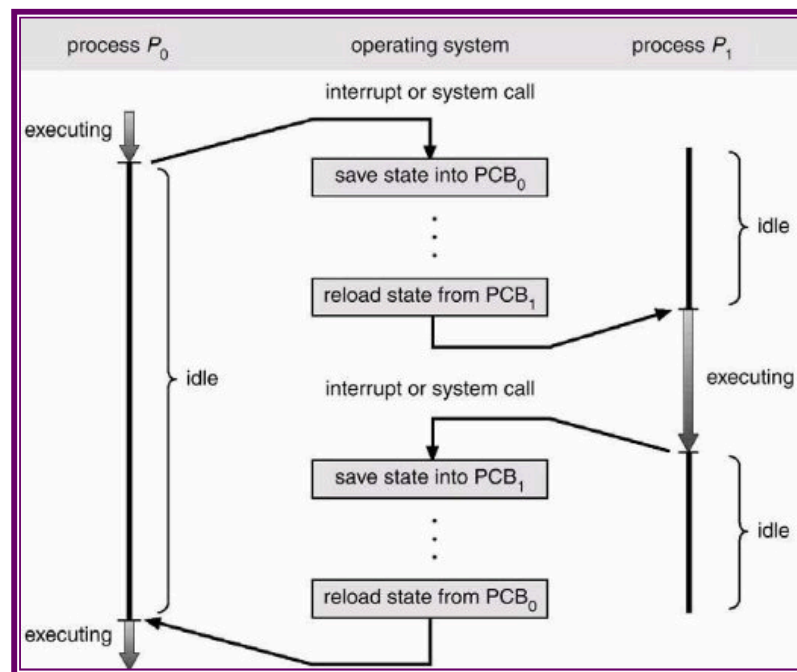 process P₀ operating system process P₁
interrupt or system call
executing
save state into PCB₀
idle
reload state from PCB₁
idle
executing
interrupt or system call
save state into PCB₁
idle
reload state from PCB₀
executing